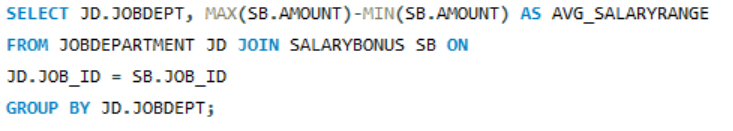 SELECT JD.JOBDEPT, MAX(SB.AMOUNT)-MIN(SB.AMOUNT) AS AVG_SALARYRANGE
FROM JOBDEPARTMENT JD JOIN SALARYBONUS SB ON
JD.JOB_ID = SB.JOB_ID
GROUP BY JD.JOBDEPT;